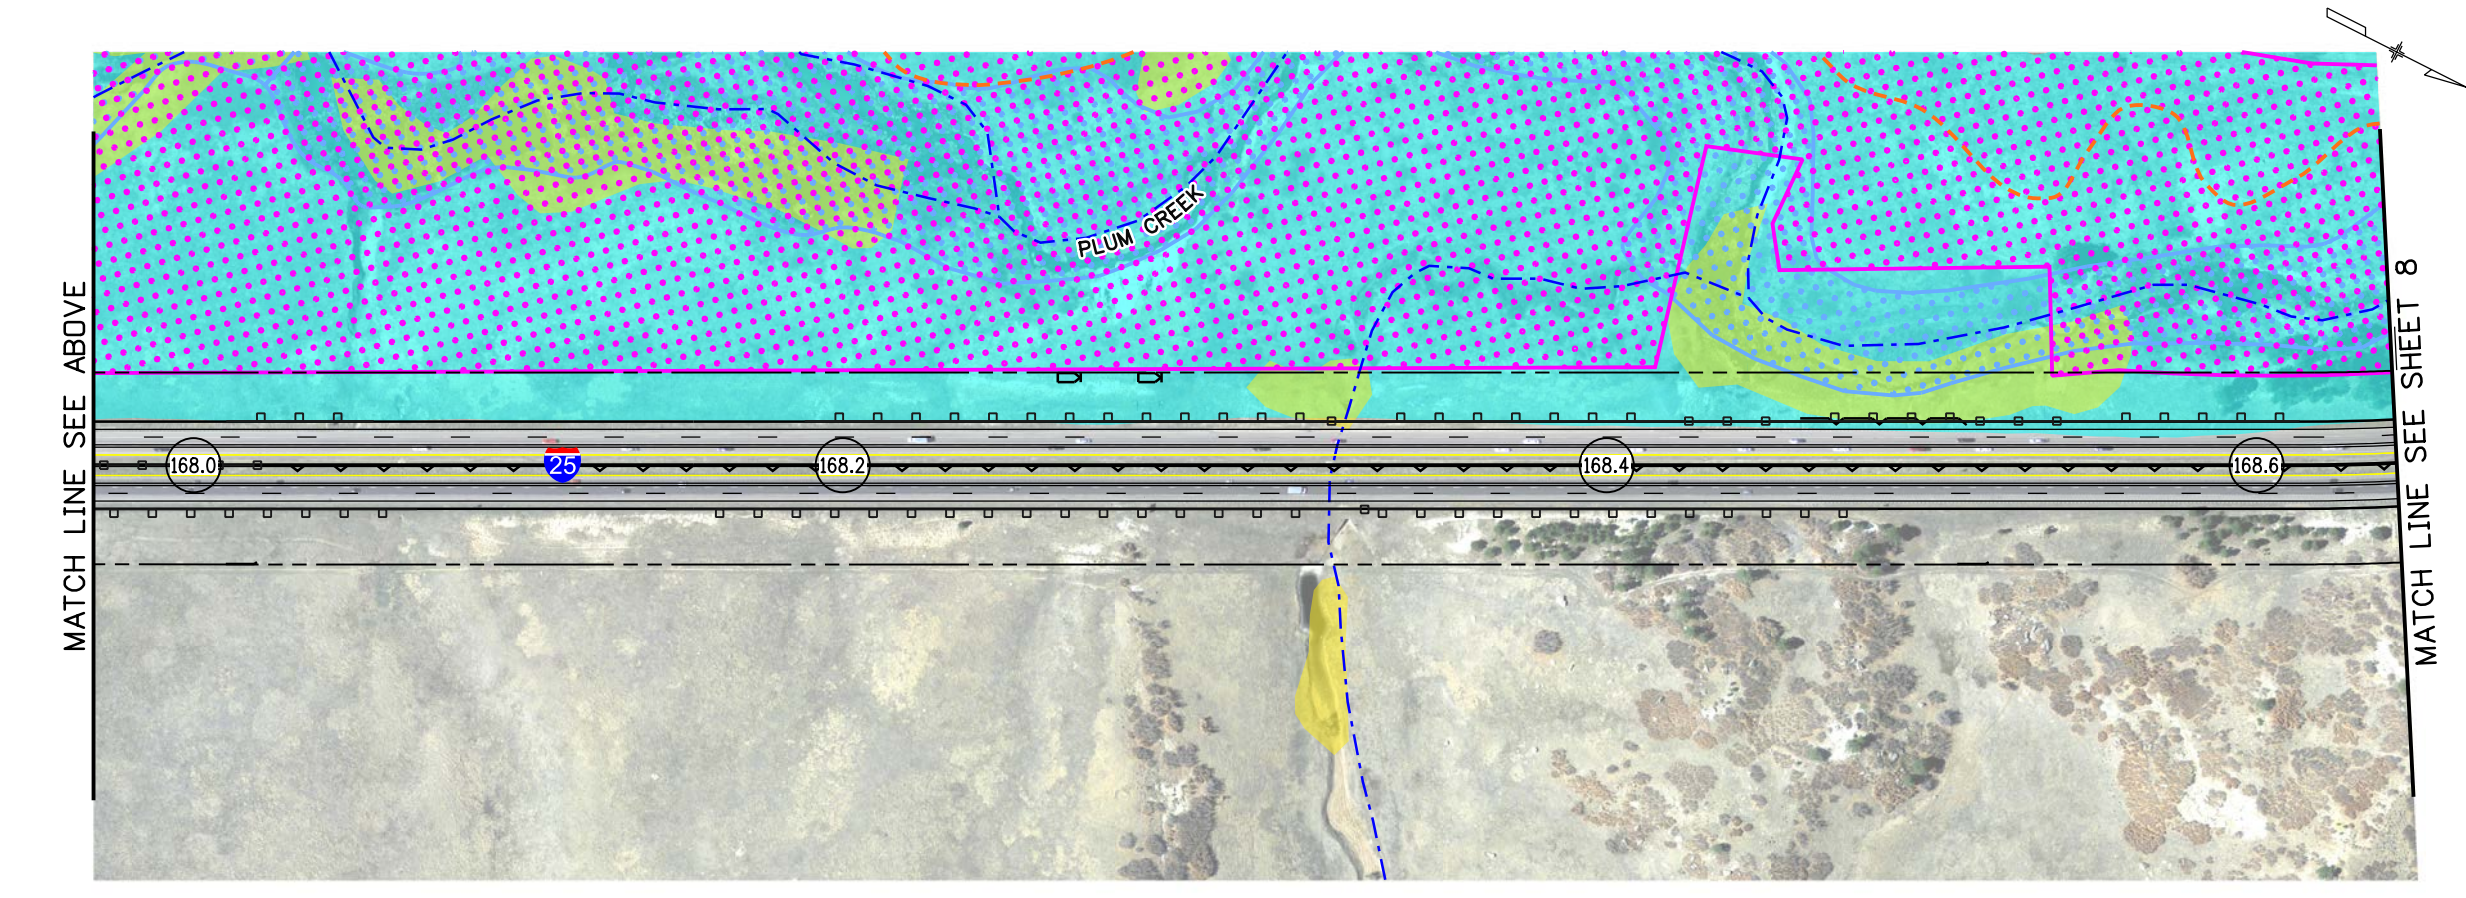 MATCH LINE SEE ABOVE
PLUM CREEK
168.0
25
168.2
168.4
168.6
MATCH LINE SEE SHEET 8